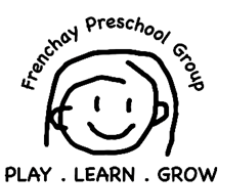 Frenchay Preschool Group
PLAY . LEARN . GROW